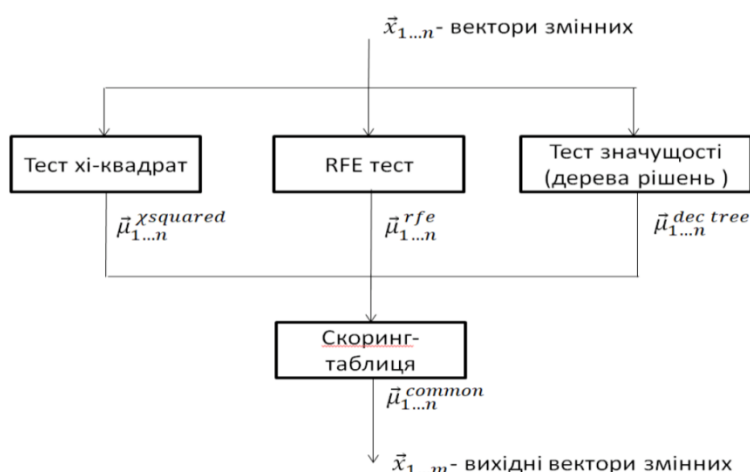 x⃗₁…ₙ- вектори змінних
Тест хі-квадрат
RFE тест
Тест значущості
(дерева рішень )
μ⃗₁…ₙ^χsquared
μ⃗₁…ₙ^rfe
μ⃗₁…ₙ^dec tree
Скоринг-
таблиця
μ⃗₁…ₙ^common
x⃗₁…ₘ- вихідні вектори змінних